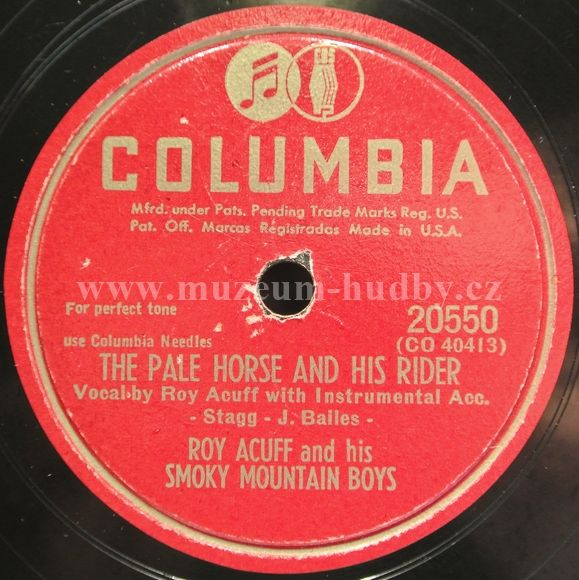 COLUMBIA
Mfrd. under Pats. Pending Trade Marks Reg. U.S.
Pat. Off. Marcas Registradas Made in U.S.A.
www.muzeum-hudby.cz
For perfect tone
use Columbia Needles
20550
(CO 40413)
THE PALE HORSE AND HIS RIDER
Vocal by Roy Acuff with Instrumental Acc.
- Stagg - J. Bailes -
ROY ACUFF and his
SMOKY MOUNTAIN BOYS